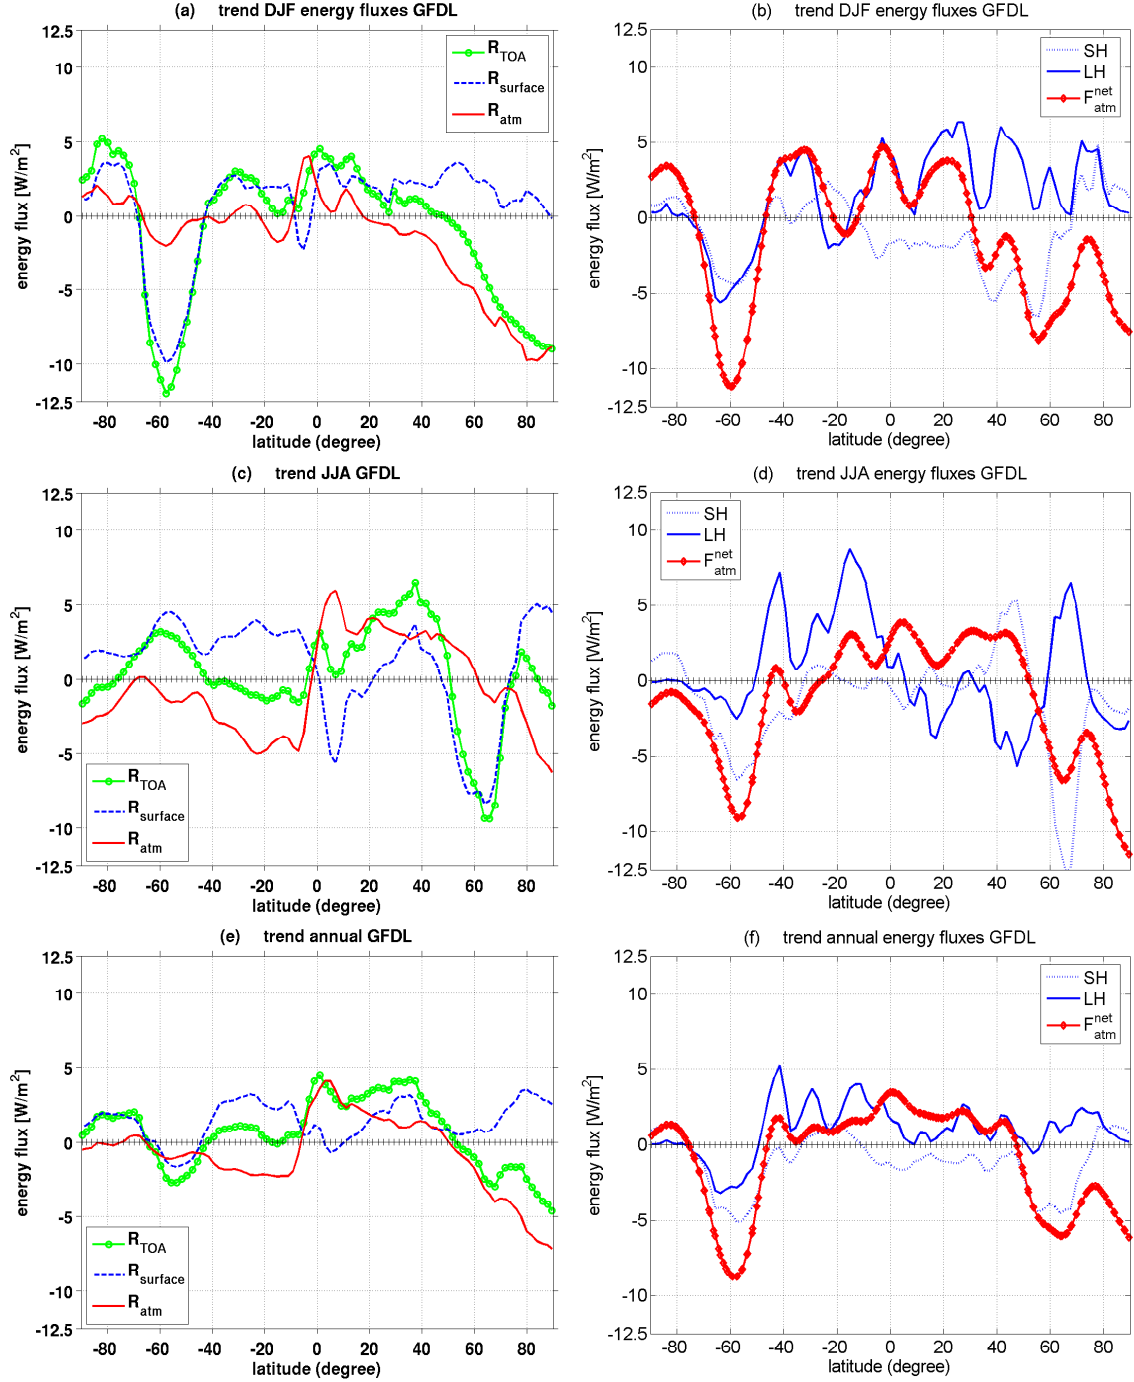 (a) trend DJF energy fluxes GFDL
12.5
10
5
0
-5
-10
-12.5
energy flux [W/m²]
R_TOA
R_surface
R_atm
-80 -60 -40 -20 0 20 40 60 80
latitude (degree)
(b) trend DJF energy fluxes GFDL
12.5
10
5
0
-5
-10
-12.5
energy flux [W/m²]
SH
LH
F^net_atm
-80 -60 -40 -20 0 20 40 60 80
latitude (degree)
(c) trend JJA GFDL
12.5
10
5
0
-5
-10
-12.5
energy flux [W/m²]
R_TOA
R_surface
R_atm
-80 -60 -40 -20 0 20 40 60 80
latitude (degree)
(d) trend JJA energy fluxes GFDL
12.5
10
5
0
-5
-10
-12.5
energy flux [W/m²]
SH
LH
F^net_atm
-80 -60 -40 -20 0 20 40 60 80
latitude (degree)
(e) trend annual GFDL
12.5
10
5
0
-5
-10
-12.5
energy flux [W/m²]
R_TOA
R_surface
R_atm
-80 -60 -40 -20 0 20 40 60 80
latitude (degree)
(f) trend annual energy fluxes GFDL
12.5
10
5
0
-5
-10
-12.5
energy flux [W/m²]
SH
LH
F^net_atm
-80 -60 -40 -20 0 20 40 60 80
latitude (degree)